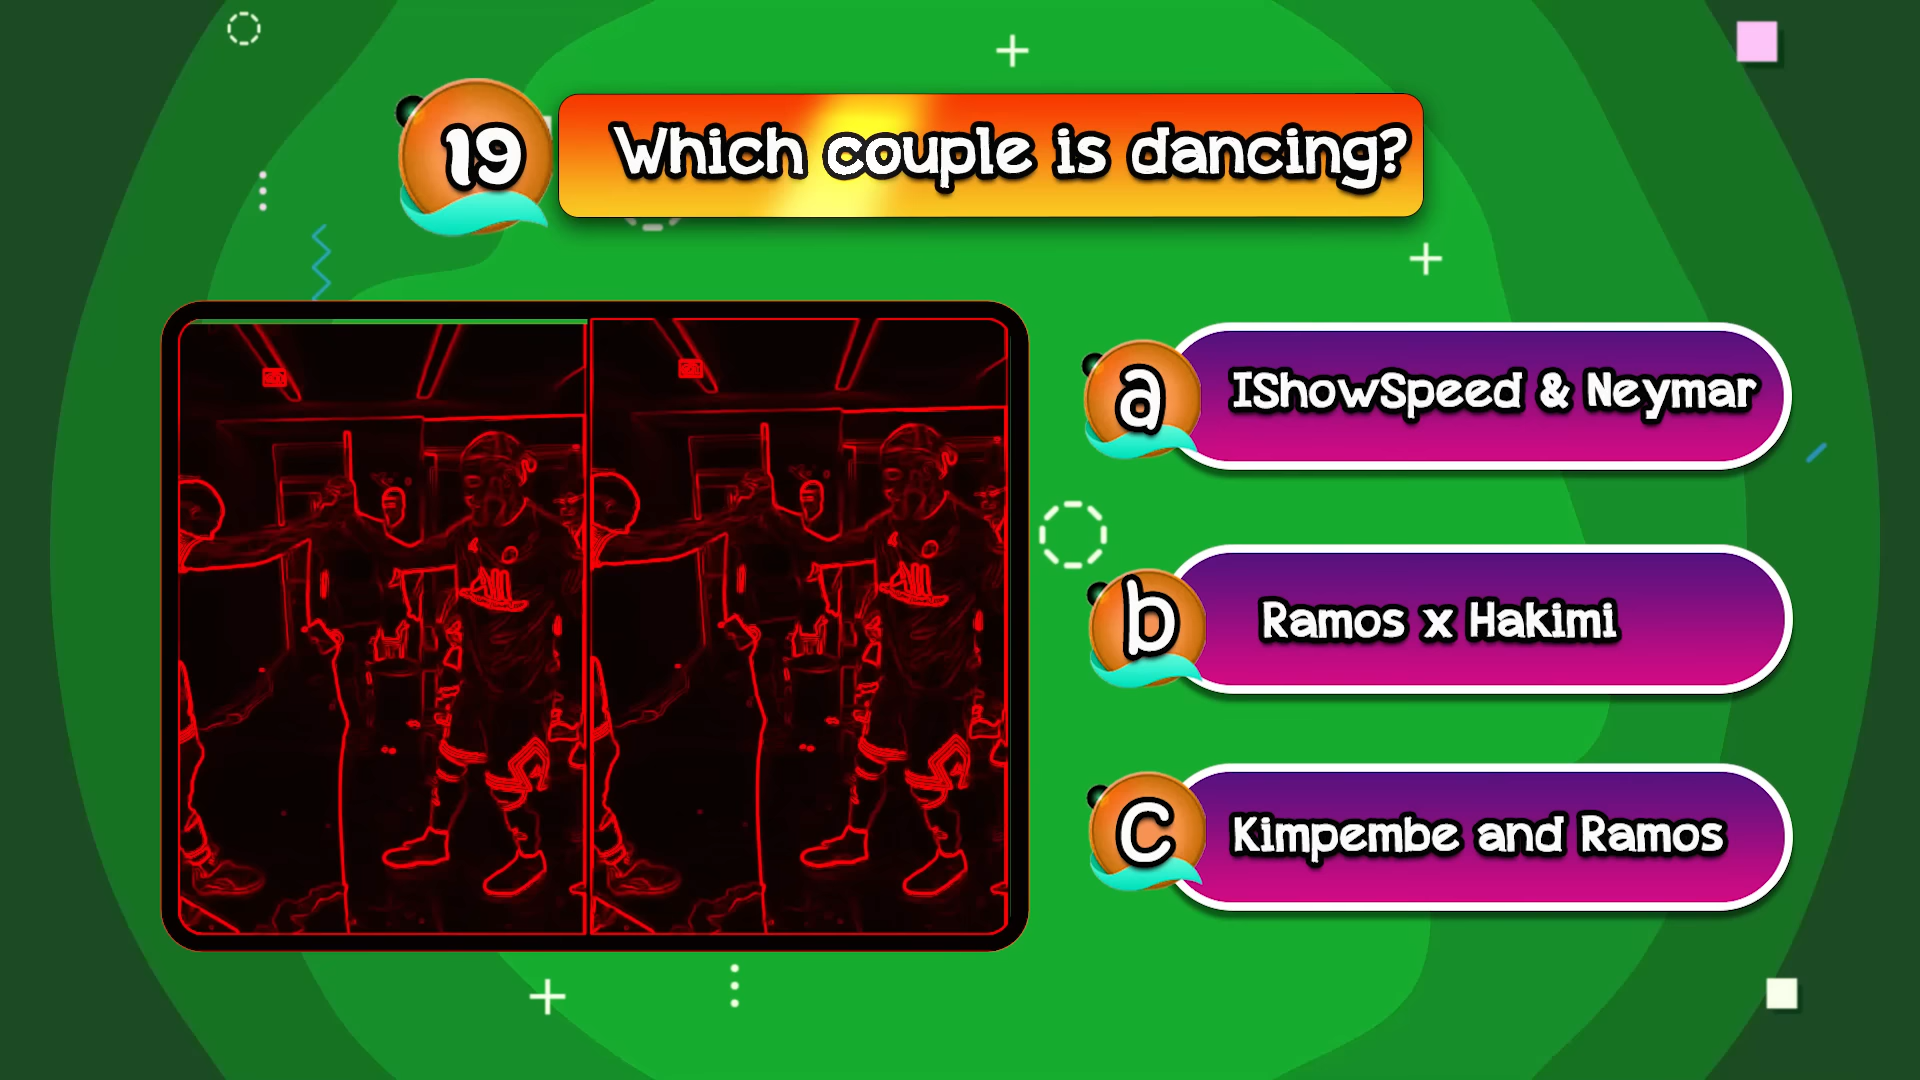 19
Which couple is dancing?
a
IShowSpeed & Neymar
b
Ramos x Hakimi
c
Kimpembe and Ramos